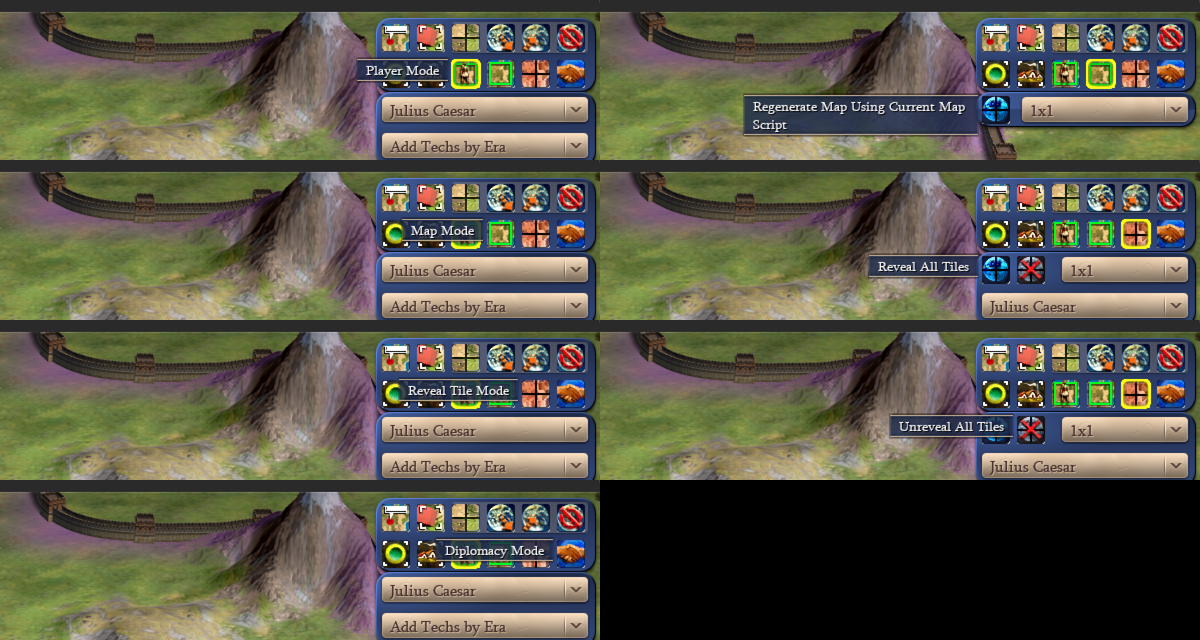 Player Mode
Julius Caesar
Add Techs by Era
Regenerate Map Using Current Map
Script
1x1
Map Mode
Julius Caesar
Add Techs by Era
Reveal All Tiles
1x1
Julius Caesar
Reveal Tile Mode
Julius Caesar
Add Techs by Era
Unreveal All Tiles
1x1
Julius Caesar
Diplomacy Mode
Julius Caesar
Add Techs by Era